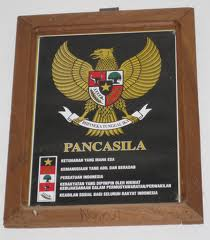 BHINNEKA TUNGGAL IKA
PANCASILA
KETUHANAN YANG MAHA ESA
KEMANUSIAAN YANG ADIL DAN BERADAB
PERSATUAN INDONESIA
KERAKYATAN YANG DIPIMPIN OLEH HIKMAT
KEBIJAKSANAAN DALAM PERMUSYAWARATAN/PERWAKILAN
KEADILAN SOSIAL BAGI SELURUH RAKYAT INDONESIA